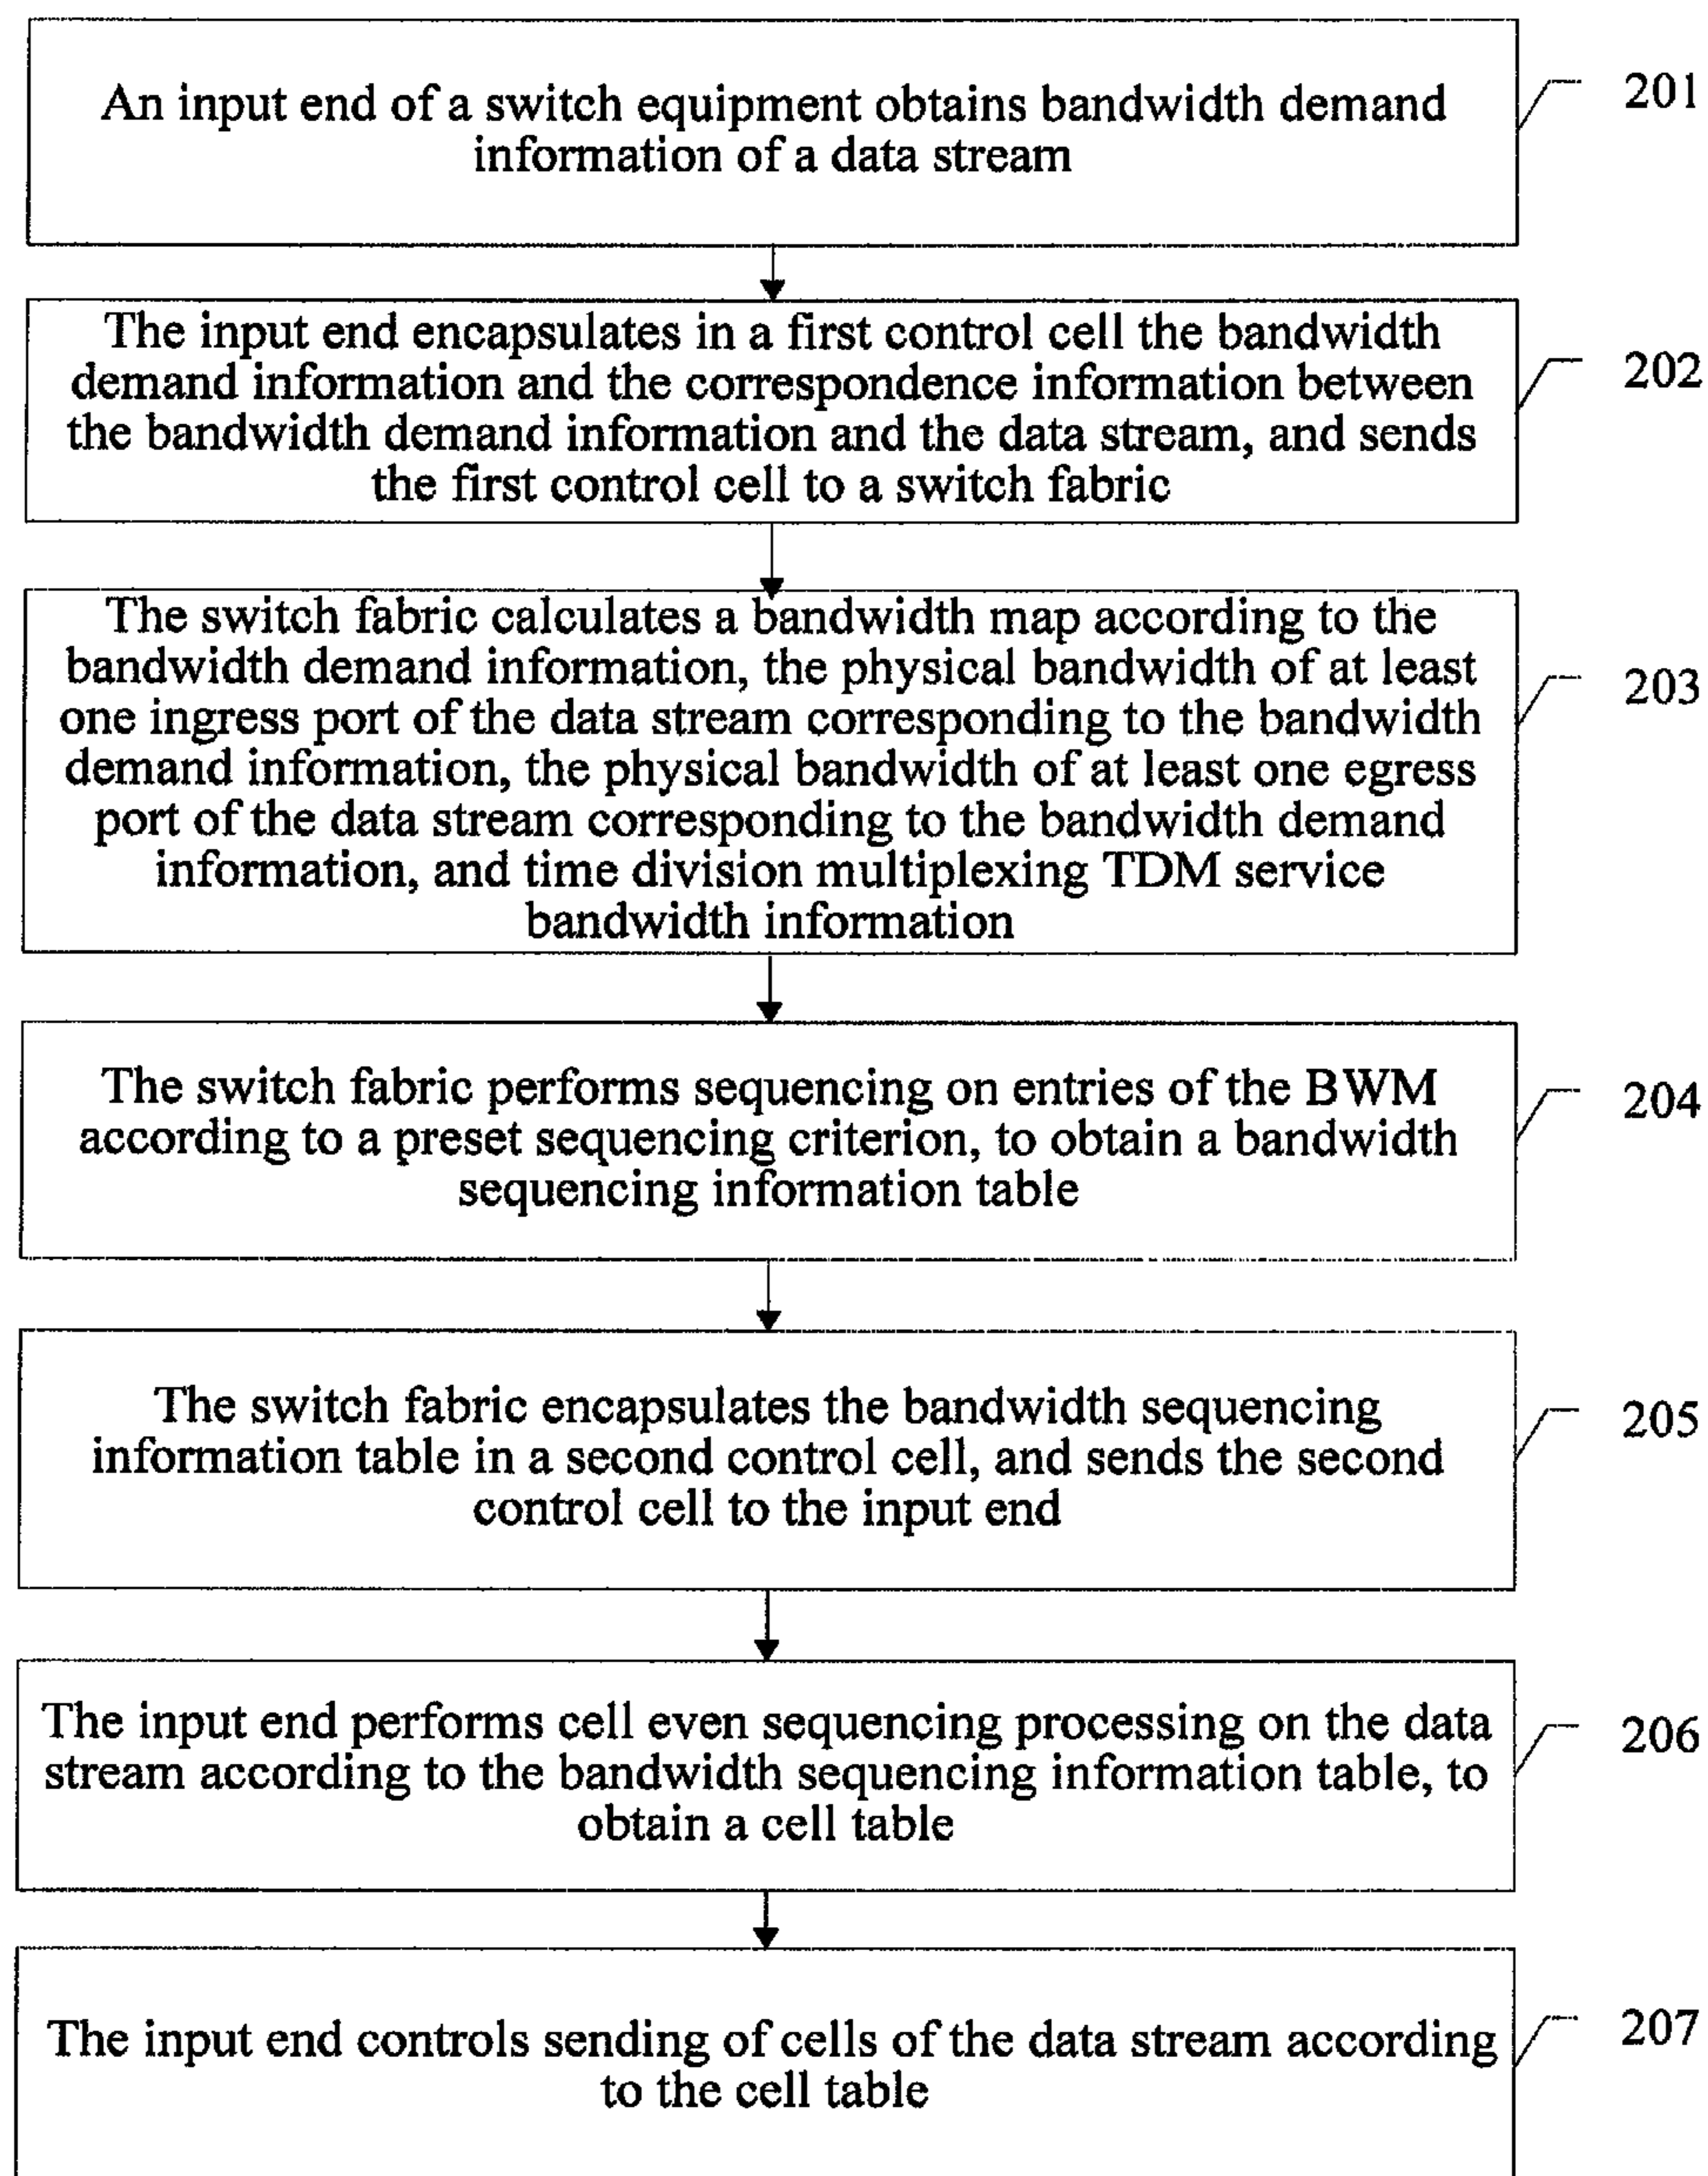 An input end of a switch equipment obtains bandwidth demand
information of a data stream
201
The input end encapsulates in a first control cell the bandwidth
demand information and the correspondence information between
the bandwidth demand information and the data stream, and sends
the first control cell to a switch fabric
202
The switch fabric calculates a bandwidth map according to the
bandwidth demand information, the physical bandwidth of at least
one ingress port of the data stream corresponding to the bandwidth
demand information, the physical bandwidth of at least one egress
port of the data stream corresponding to the bandwidth demand
information, and time division multiplexing TDM service
bandwidth information
203
The switch fabric performs sequencing on entries of the BWM
according to a preset sequencing criterion, to obtain a bandwidth
sequencing information table
204
The switch fabric encapsulates the bandwidth sequencing
information table in a second control cell, and sends the second
control cell to the input end
205
The input end performs cell even sequencing processing on the data
stream according to the bandwidth sequencing information table, to
obtain a cell table
206
The input end controls sending of cells of the data stream according
to the cell table
207